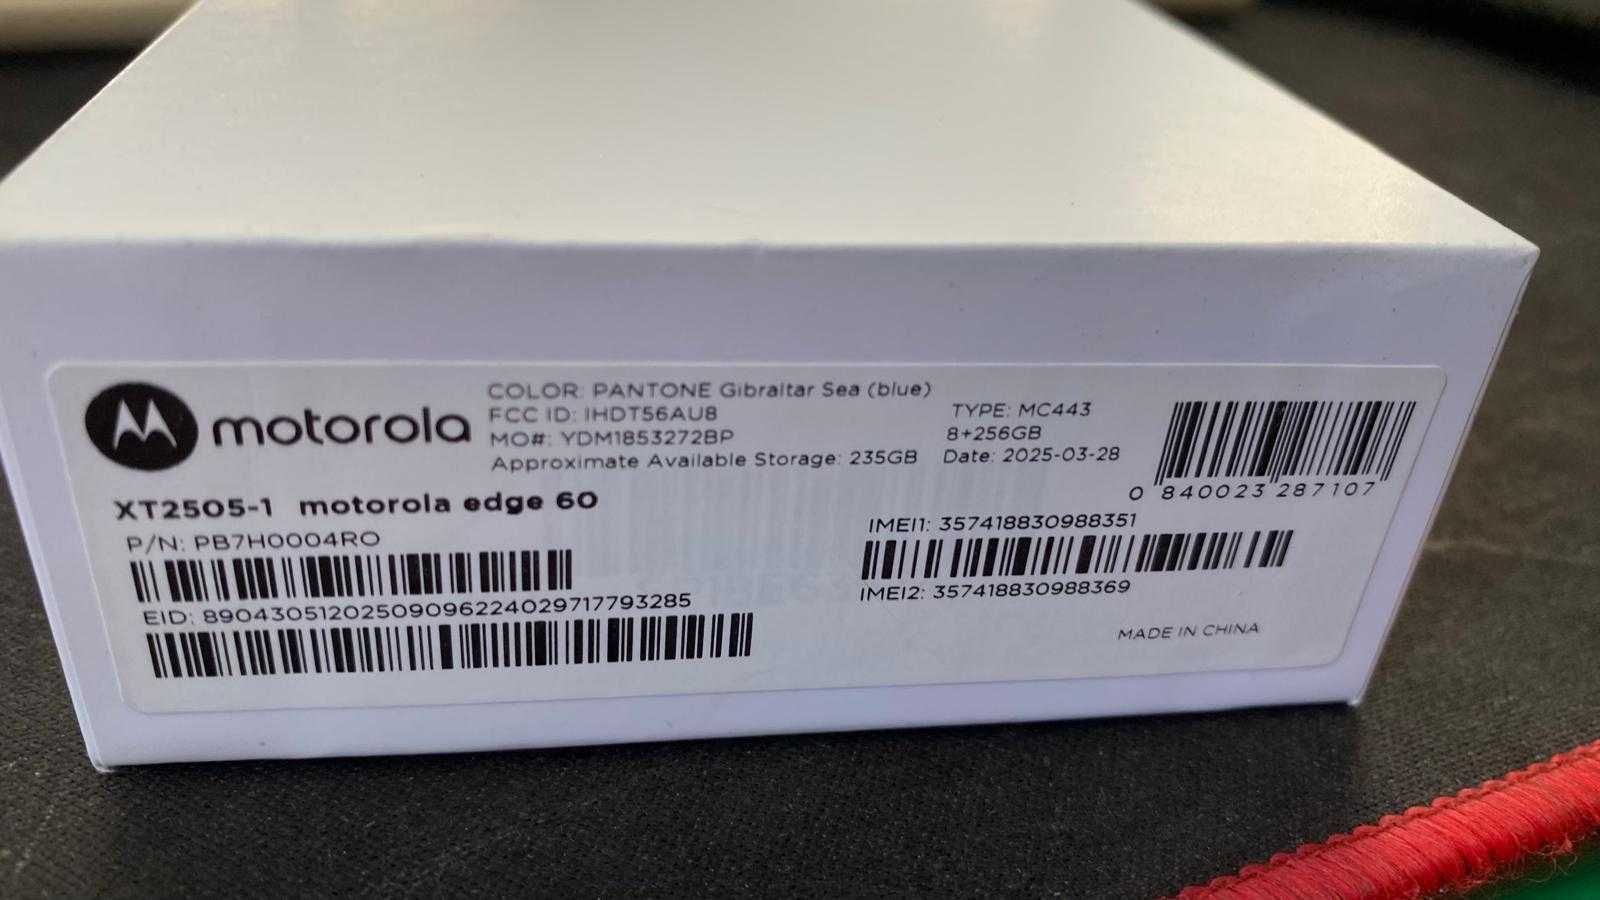 motorola
COLOR: PANTONE Gibraltar Sea (blue)
FCC ID: IHDT56AU8
MO#: YDM1853272BP
Approximate Available Storage: 235GB
TYPE: MC443
8+256GB
Date: 2025-03-28
0 840023 287107
XT2505-1 motorola edge 60
P/N: PB7H0004RO
EID: 89043051202509096224029717793285
IMEI1: 357418830988351
IMEI2: 357418830988369
MADE IN CHINA